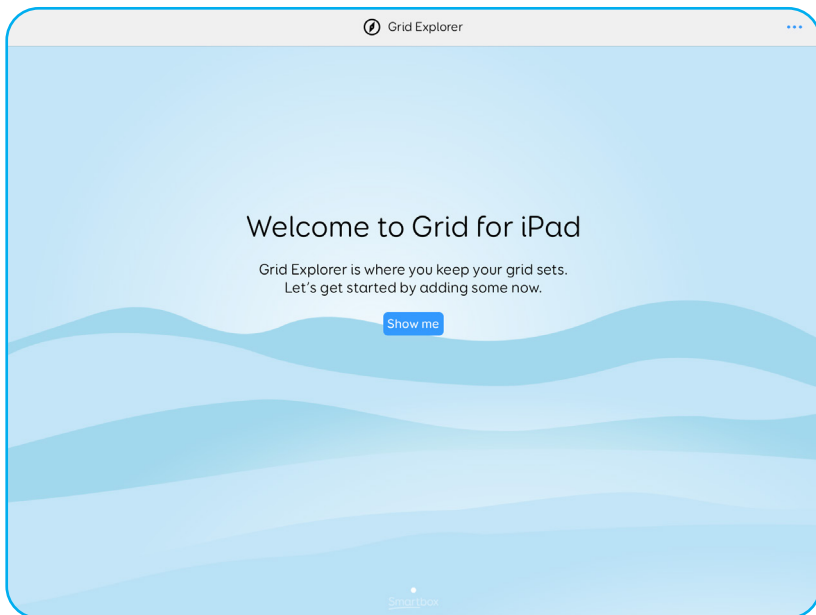 Grid Explorer
Welcome to Grid for iPad
Grid Explorer is where you keep your grid sets.
Let's get started by adding some now.
Show me
Smartbox